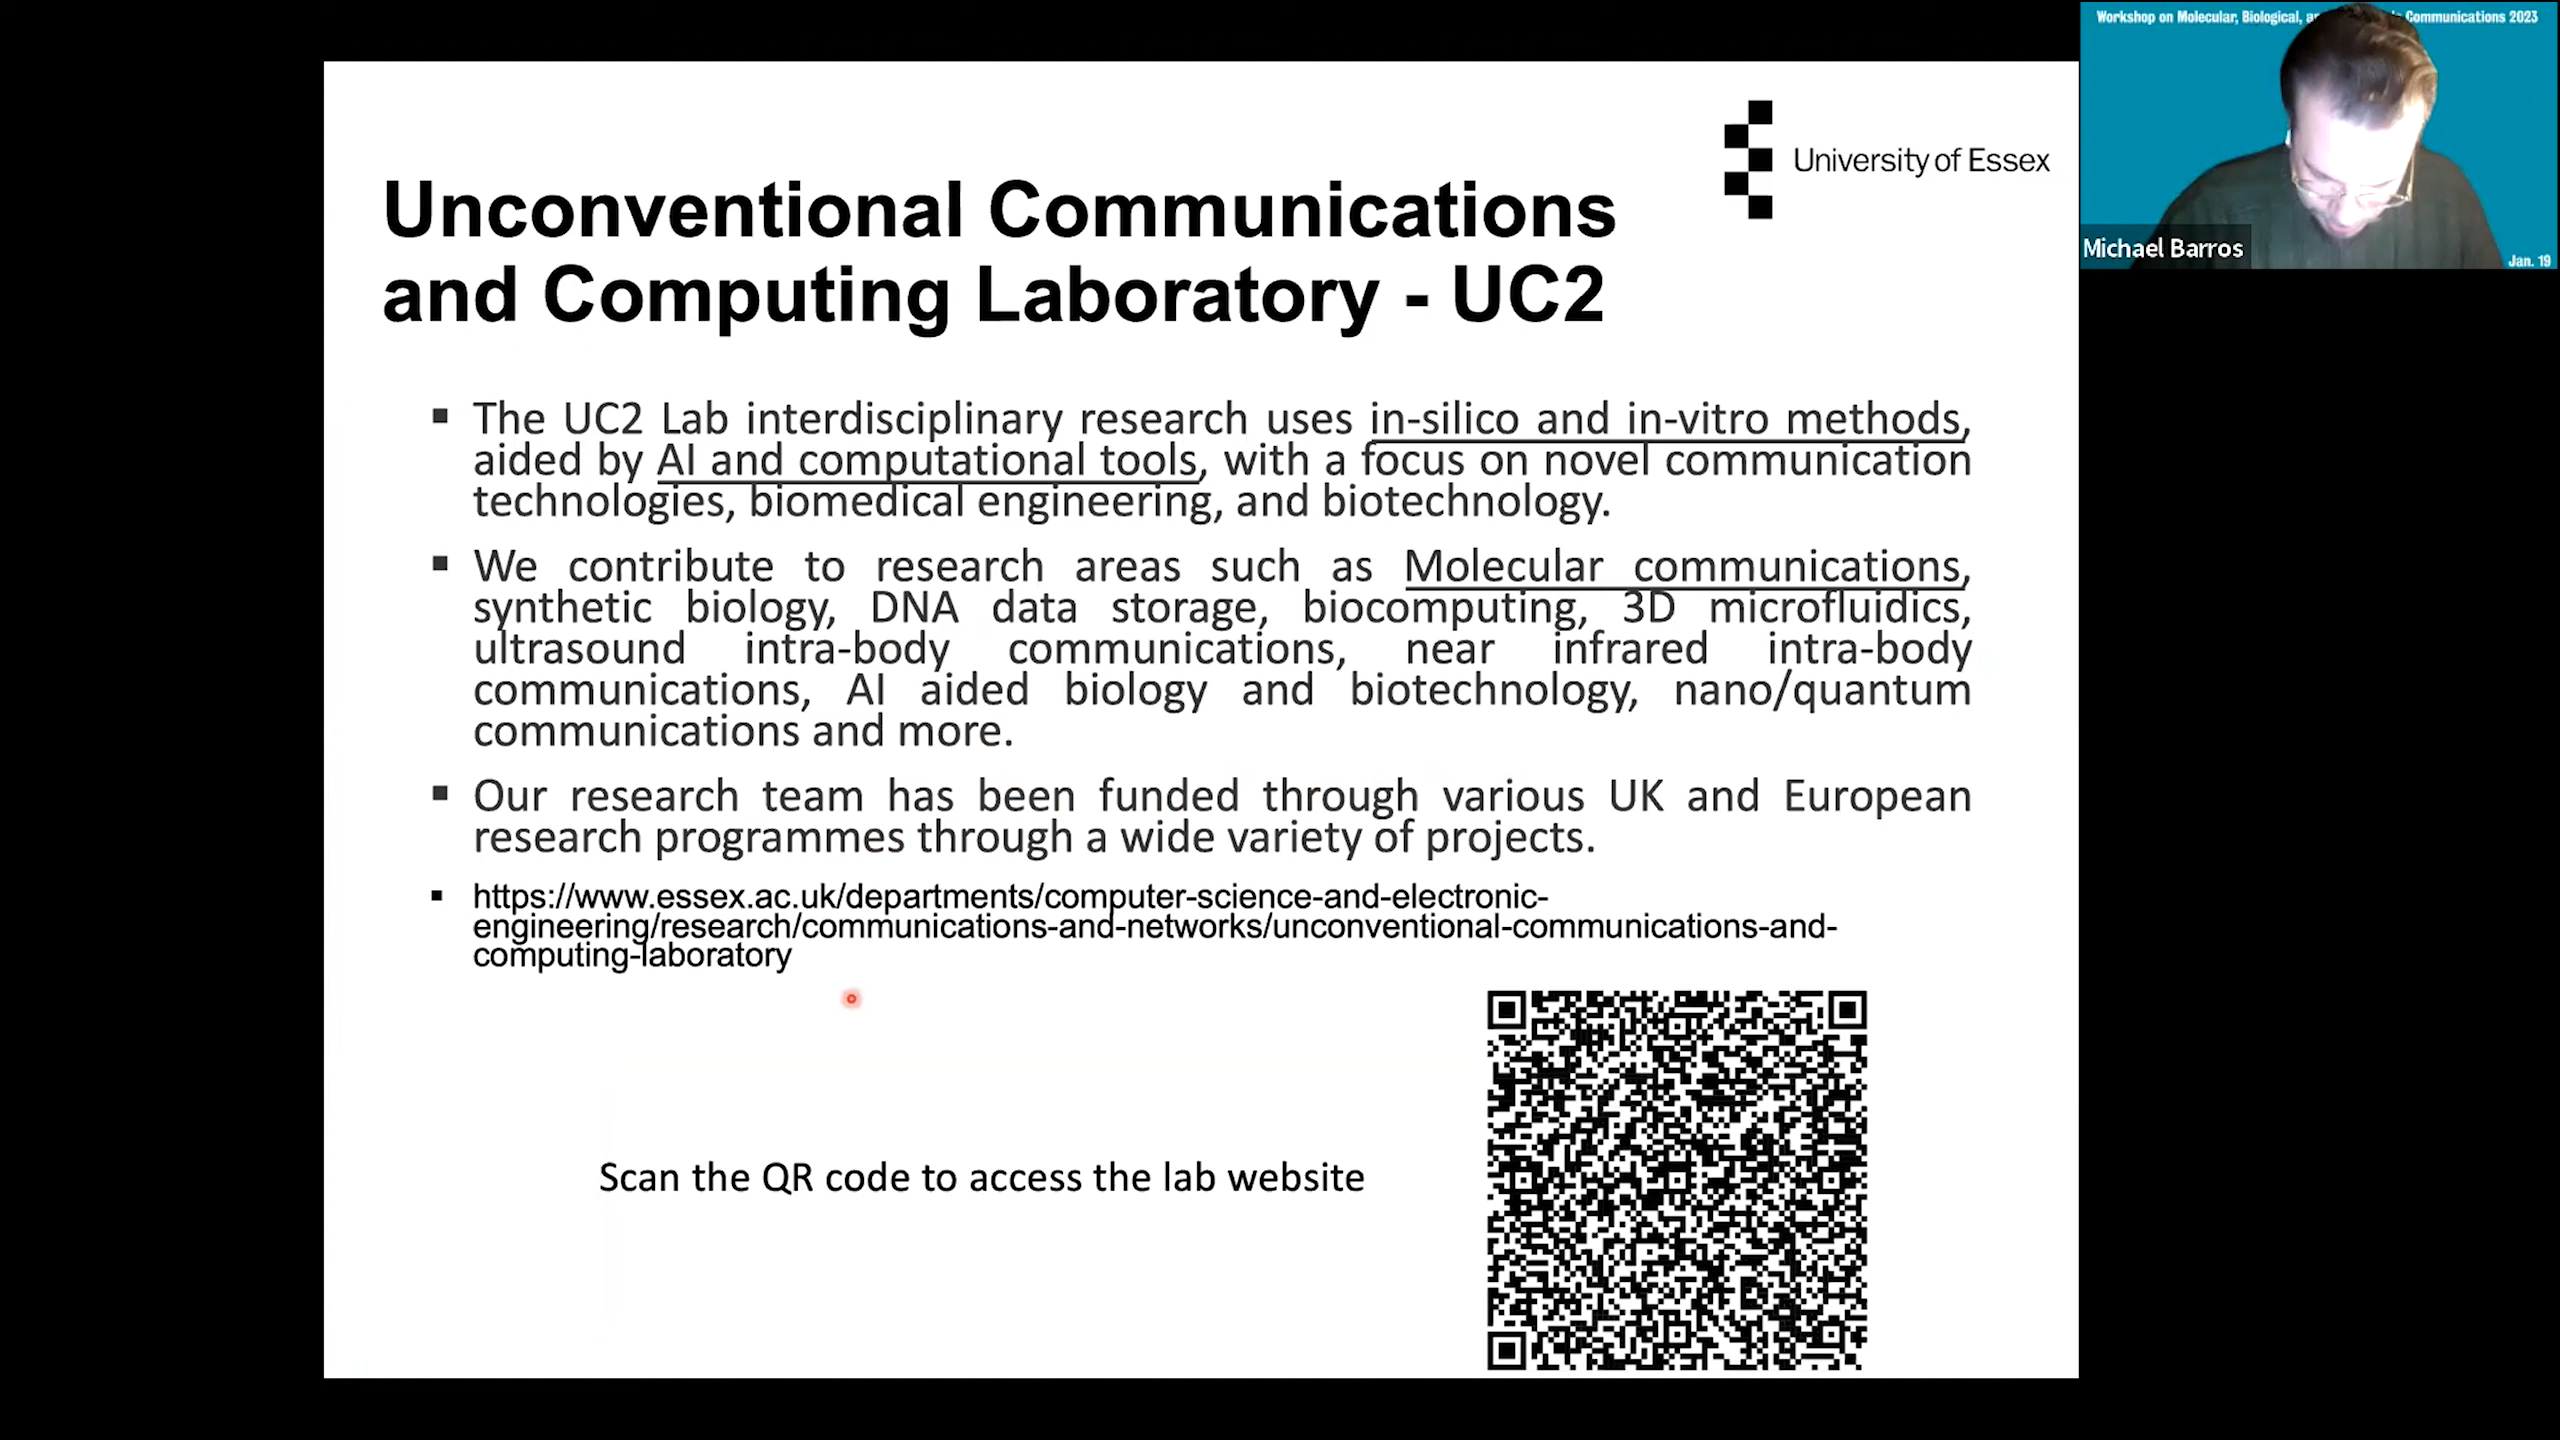 Workshop on Molecular, Biological, Communications 2023
University of Essex
Michael Barros
Jan. 19
Unconventional Communications
and Computing Laboratory - UC2
▪ The UC2 Lab interdisciplinary research uses in-silico and in-vitro methods,
aided by AI and computational tools, with a focus on novel communication
technologies, biomedical engineering, and biotechnology.
▪ We contribute to research areas such as Molecular communications,
synthetic biology, DNA data storage, biocomputing, 3D microfluidics,
ultrasound intra-body communications, near infrared intra-body
communications, AI aided biology and biotechnology, nano/quantum
communications and more.
▪ Our research team has been funded through various UK and European
research programmes through a wide variety of projects.
▪ https://www.essex.ac.uk/departments/computer-science-and-electronic-
engineering/research/communications-and-networks/unconventional-communications-and-
computing-laboratory
Scan the QR code to access the lab website